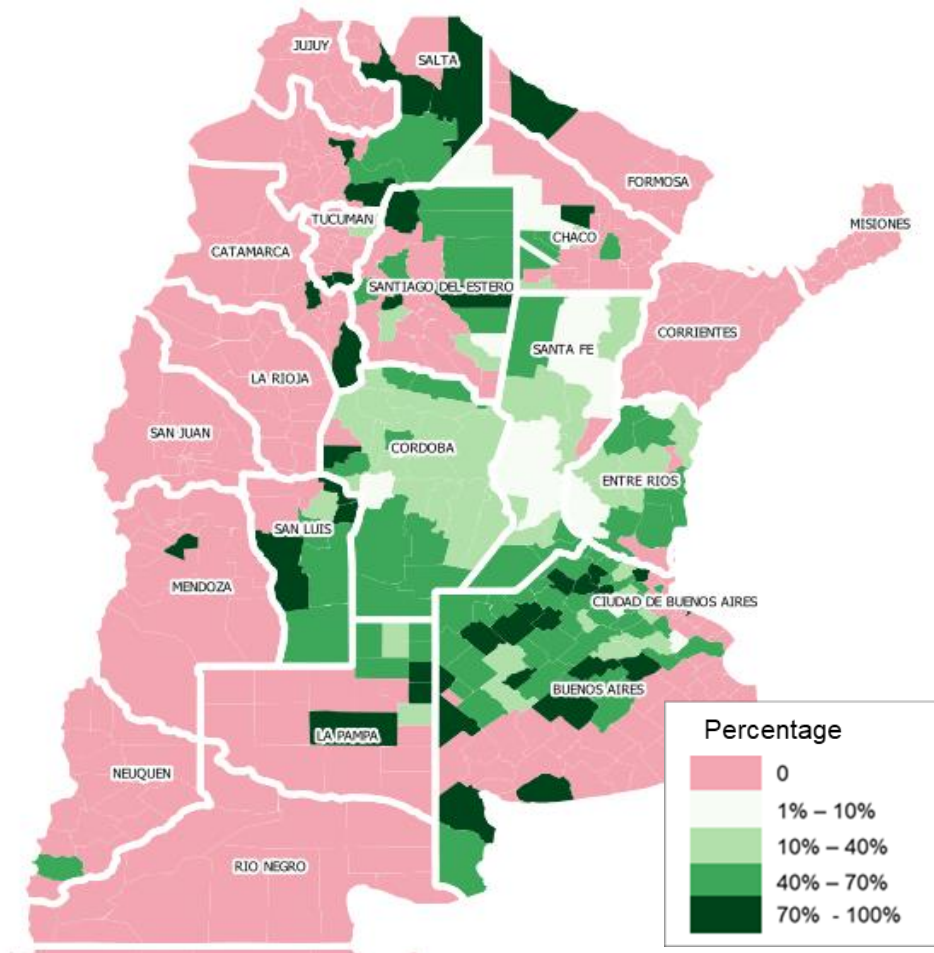 JUJUY
SALTA
FORMOSA
MISIONES
TUCUMAN
CHACO
CATAMARCA
SANTIAGO DEL ESTERO
CORRIENTES
SANTA FE
LA RIOJA
SAN JUAN
CORDOBA
ENTRE RIOS
SAN LUIS
MENDOZA
CIUDAD DE BUENOS AIRES
BUENOS AIRES
LA PAMPA
NEUQUEN
RIO NEGRO
Percentage
0
1% – 10%
10% – 40%
40% – 70%
70% - 100%